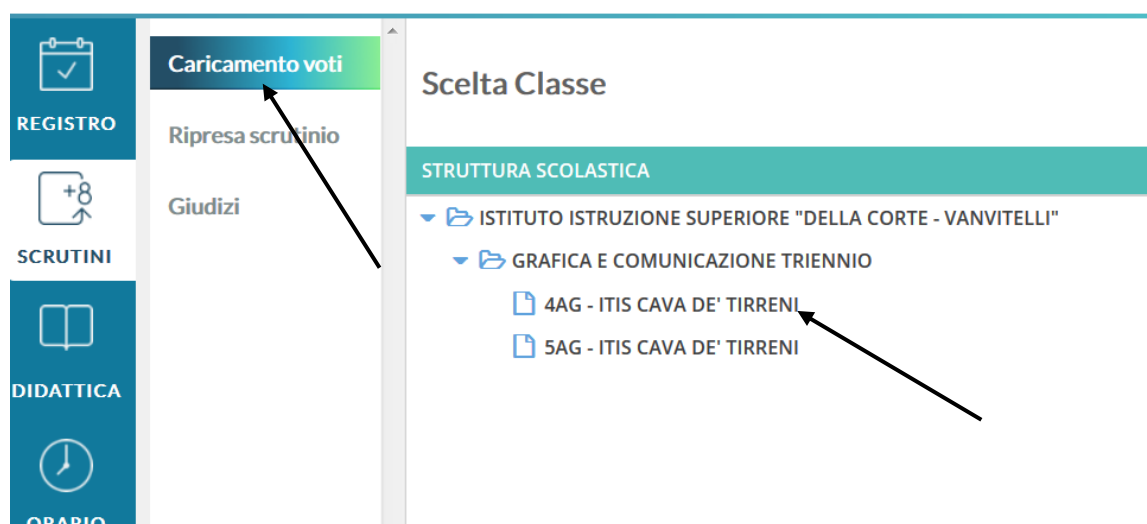 REGISTRO
+8
SCRUTINI
DIDATTICA
ORARIO
Caricamento voti
Ripresa scrutinio
Giudizi
Scelta Classe
STRUTTURA SCOLASTICA
ISTITUTO ISTRUZIONE SUPERIORE "DELLA CORTE - VANVITELLI"
GRAFICA E COMUNICAZIONE TRIENNIO
4AG - ITIS CAVA DE' TIRRENI
5AG - ITIS CAVA DE' TIRRENI